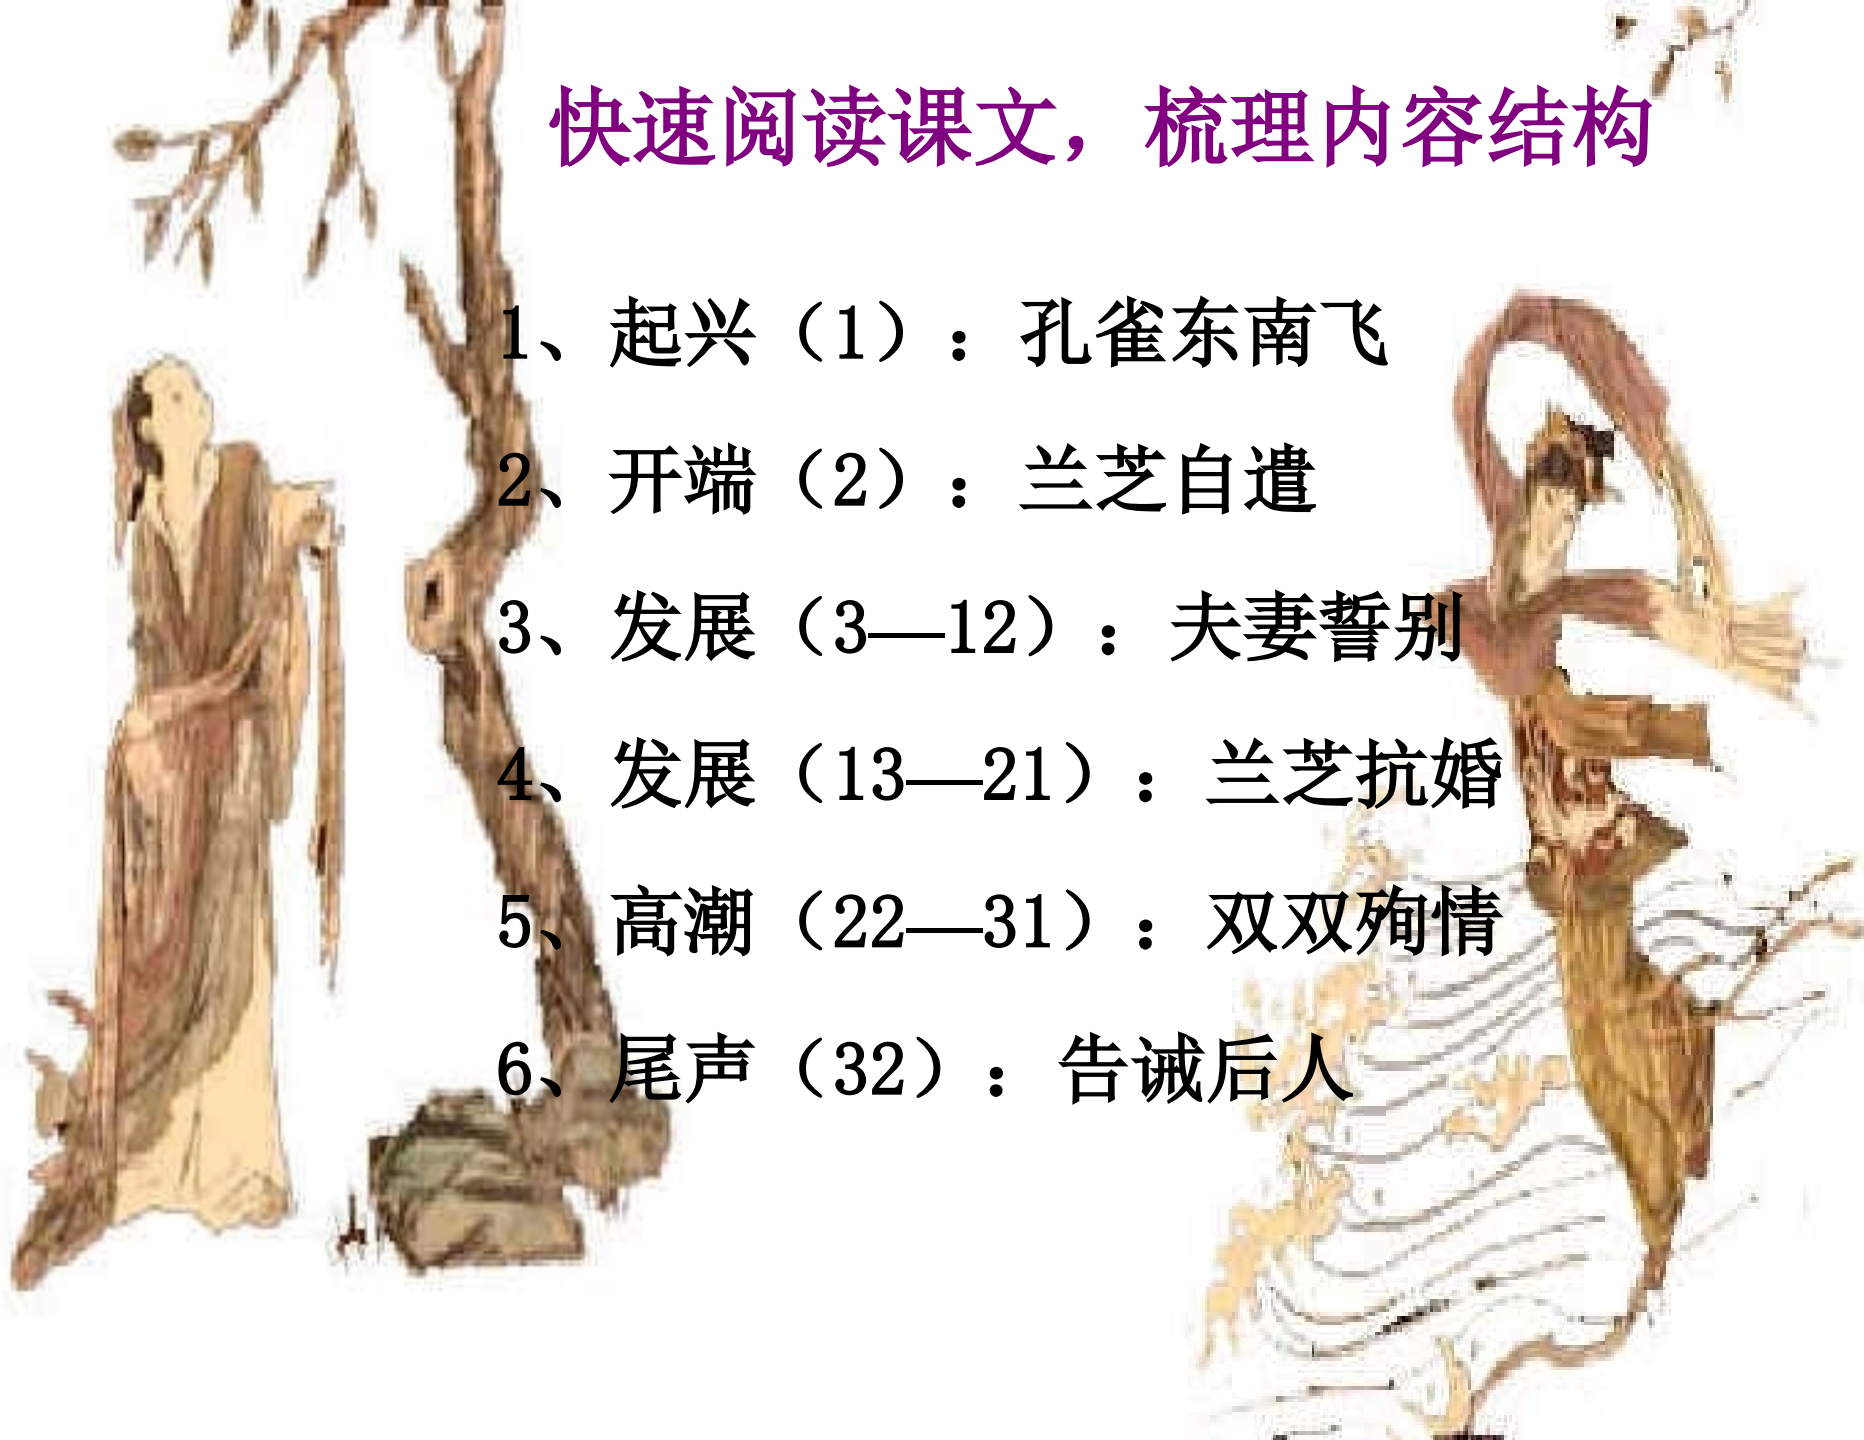 快速阅读课文，梳理内容结构
1、起兴（1）：孔雀东南飞
2、开端（2）：兰芝自遣
3、发展（3—12）：夫妻誓别
4、发展（13—21）：兰芝抗婚
5、高潮（22—31）：双双殉情
6、尾声（32）：告诫后人